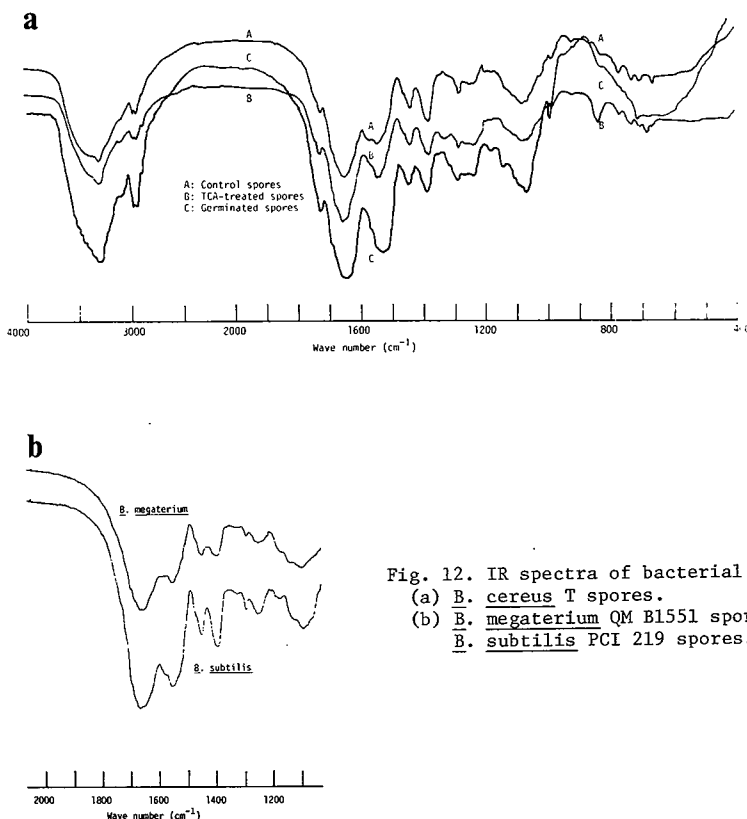 a
A
C
B
A
B
C
A
C
B
A: Control spores
B: TCA-treated spores
C: Germinated spores
4000 3000 2000 1600 1200 800
Wave number (cm⁻¹)
b
B. megaterium
B. subtilis
2000 1800 1600 1400 1200
Wave number (cm⁻¹)
Fig. 12. IR spectra of bacterial
(a) B. cereus T spores.
(b) B. megaterium QM B1551 spor
B. subtilis PCI 219 spores.